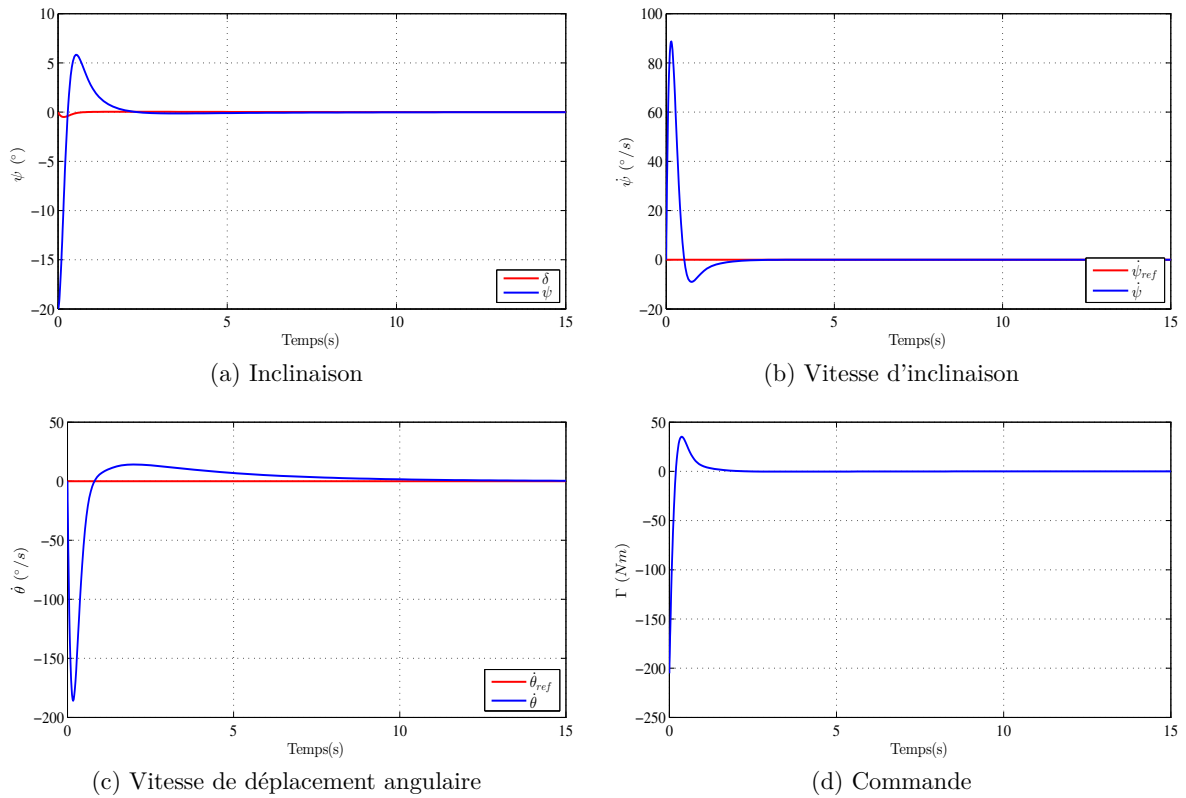 10
5
0
−5
−10
−15
−20
ψ (°)
0 5 10 15
Temps(s)
δ
ψ
(a) Inclinaison
100
80
60
40
20
0
−20
ψ̇ (°/s)
0 5 10 15
Temps(s)
ψ̇ref
ψ̇
(b) Vitesse d'inclinaison
50
0
−50
−100
−150
−200
θ̇ (°/s)
0 5 10 15
Temps(s)
θ̇ref
θ̇
(c) Vitesse de déplacement angulaire
50
0
−50
−100
−150
−200
−250
Γ (Nm)
0 5 10 15
Temps(s)
(d) Commande